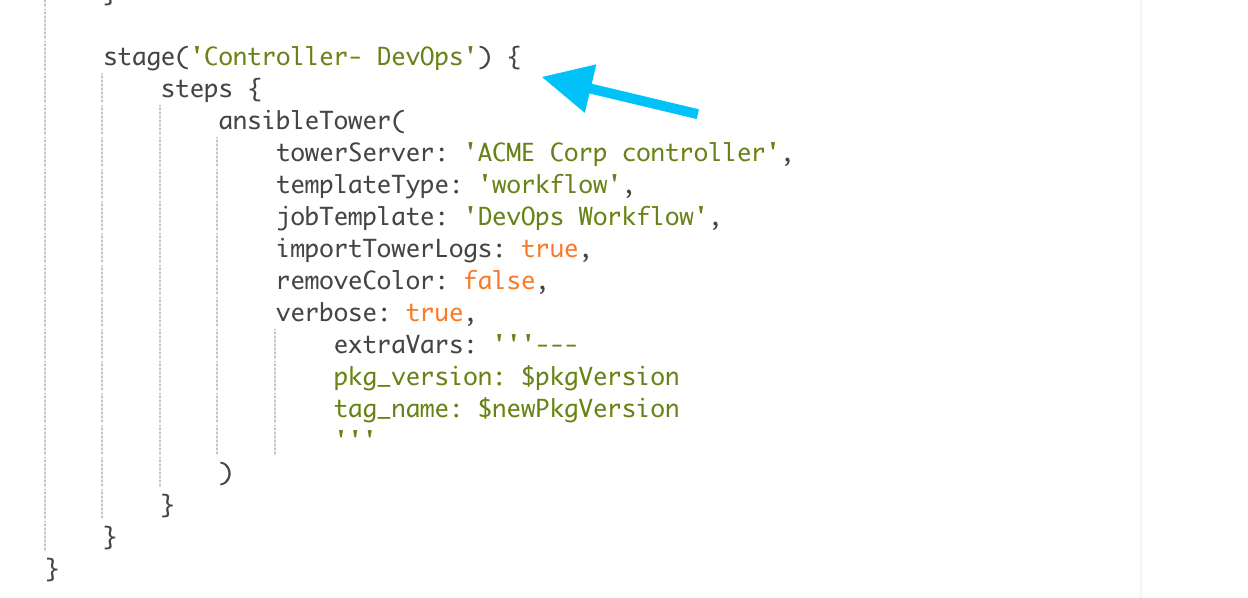 }
stage('Controller- DevOps') {
steps {
ansibleTower(
towerServer: 'ACME Corp controller',
templateType: 'workflow',
jobTemplate: 'DevOps Workflow',
importTowerLogs: true,
removeColor: false,
verbose: true,
extraVars: '''---
pkg_version: $pkgVersion
tag_name: $newPkgVersion
'''
)
}
}
}